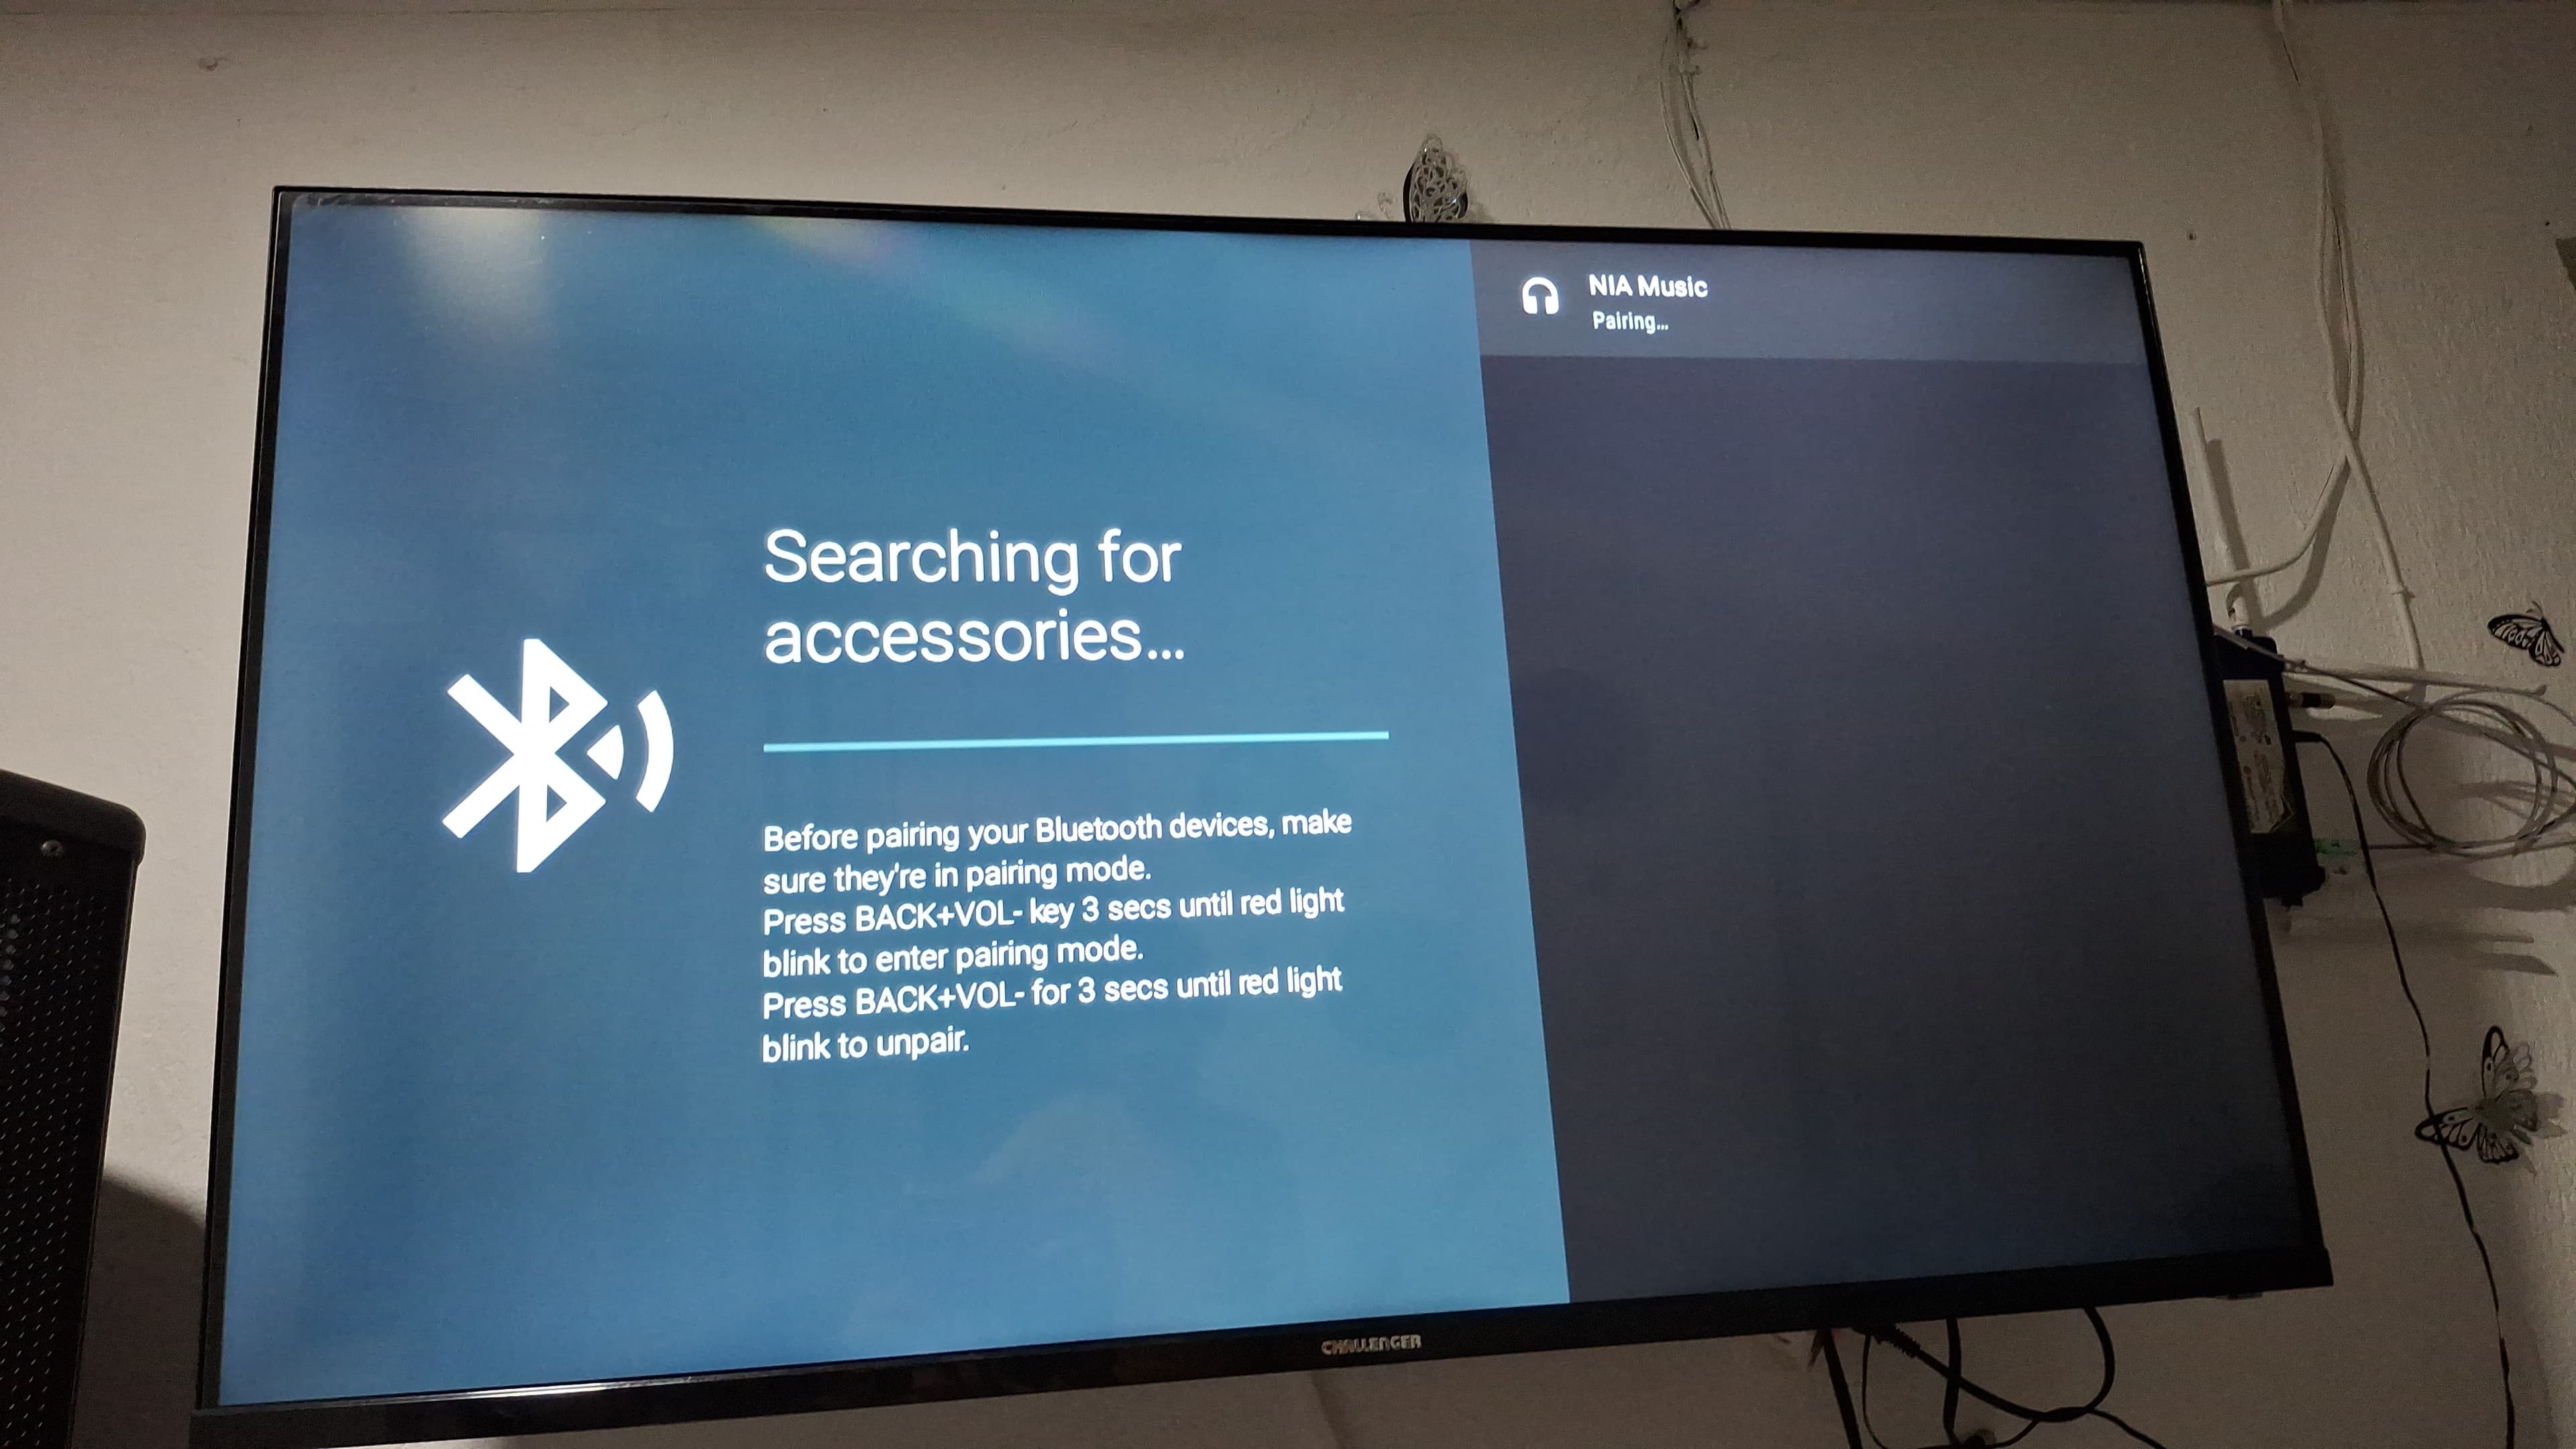 NIA Music
Pairing...
Searching for
accessories...
Before pairing your Bluetooth devices, make
sure they're in pairing mode.
Press BACK+VOL- key 3 secs until red light
blink to enter pairing mode.
Press BACK+VOL- for 3 secs until red light
blink to unpair.
CHALLENGER